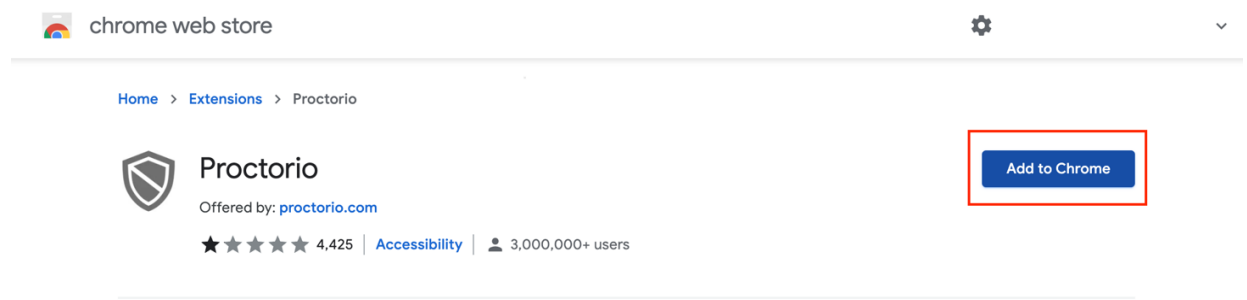 chrome web store
Home > Extensions > Proctorio
Proctorio
Add to Chrome
Offered by: proctorio.com
4,425 | Accessibility | 3,000,000+ users